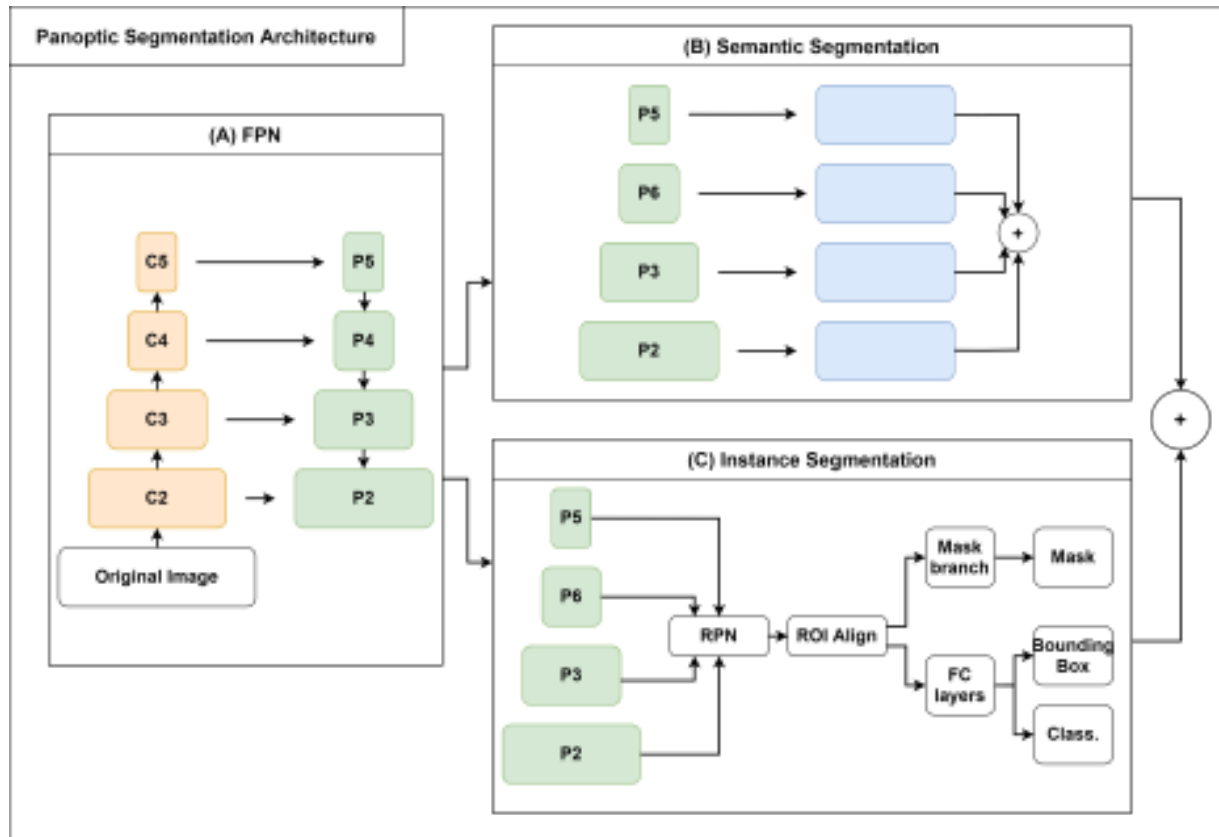 Panoptic Segmentation Architecture
(A) FPN
C5
P5
C4
P4
C3
P3
C2
P2
Original Image
(B) Semantic Segmentation
P5
P6
P3
P2
+
(C) Instance Segmentation
P5
P6
P3
P2
RPN
ROI Align
Mask
branch
Mask
FC
layers
Bounding
Box
Class.
+